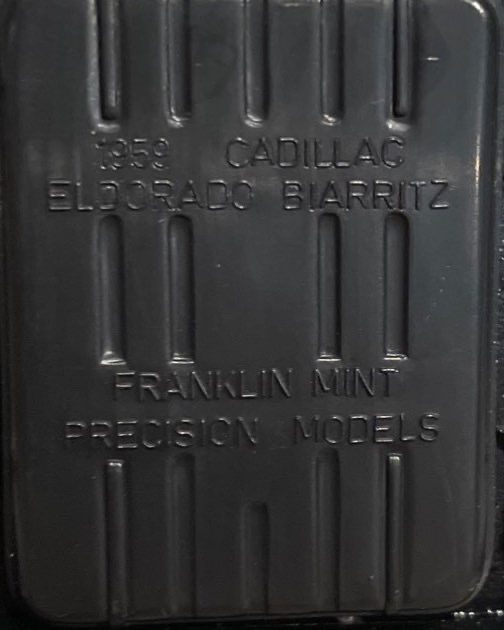 1959 CADILLAC
ELDORADO BIARRITZ
FRANKLIN MINT
PRECISION MODELS